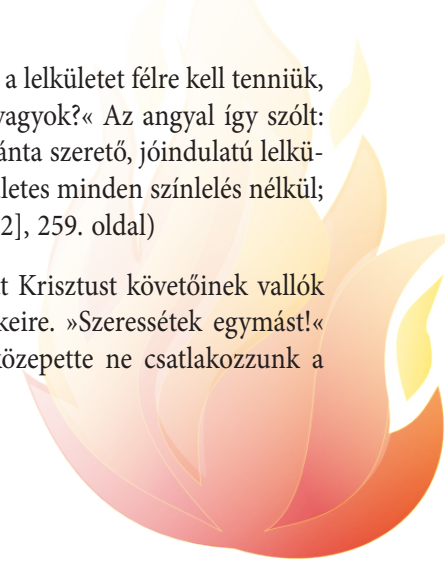 a lelkületet félre kell tenniük,
vagyok?« Az angyal így szólt:
ánta szerető, jóindulatú lelkü-
letes minden színlelés nélkül;
2], 259. oldal)
t Krisztust követőinek vallók
keire. »Szeressétek egymást!«
közepette ne csatlakozzunk a